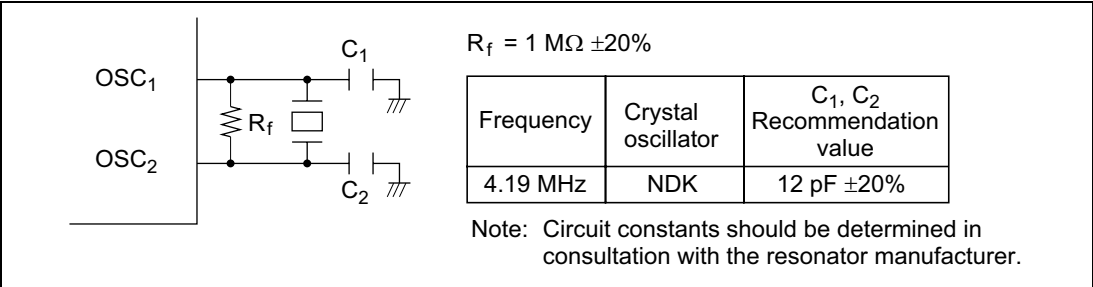 OSC1
OSC2
Rf
C1
C2
Rf = 1 MΩ ±20%
Frequency
Crystal
oscillator
C1, C2
Recommendation
value
4.19 MHz
NDK
12 pF ±20%
Note: Circuit constants should be determined in
consultation with the resonator manufacturer.